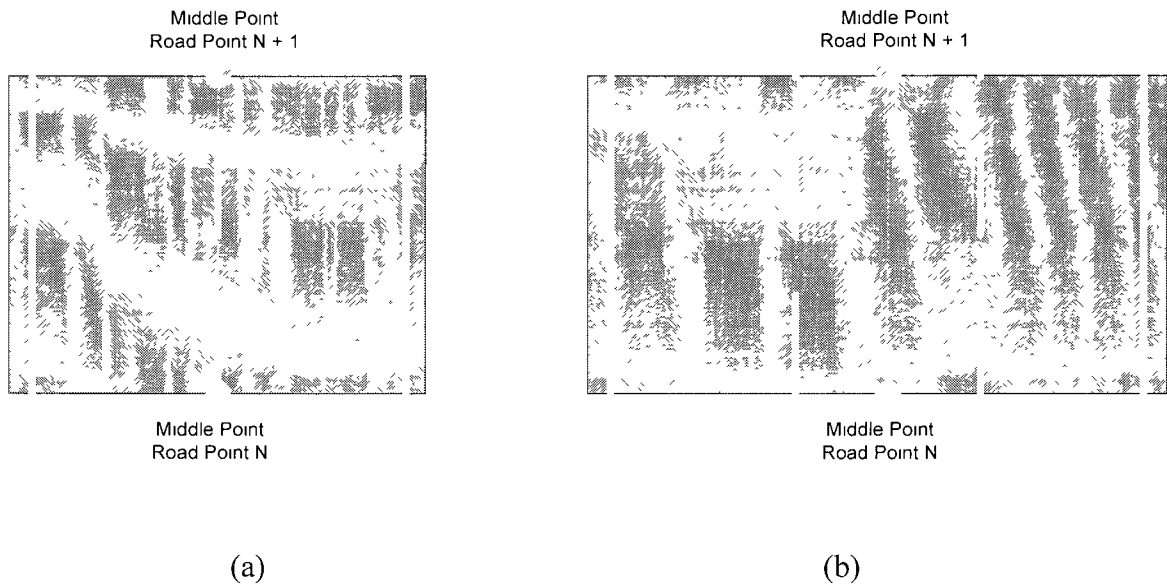 Middle Point
Road Point N + 1
Middle Point
Road Point N + 1
Middle Point
Road Point N
Middle Point
Road Point N
(a)
(b)